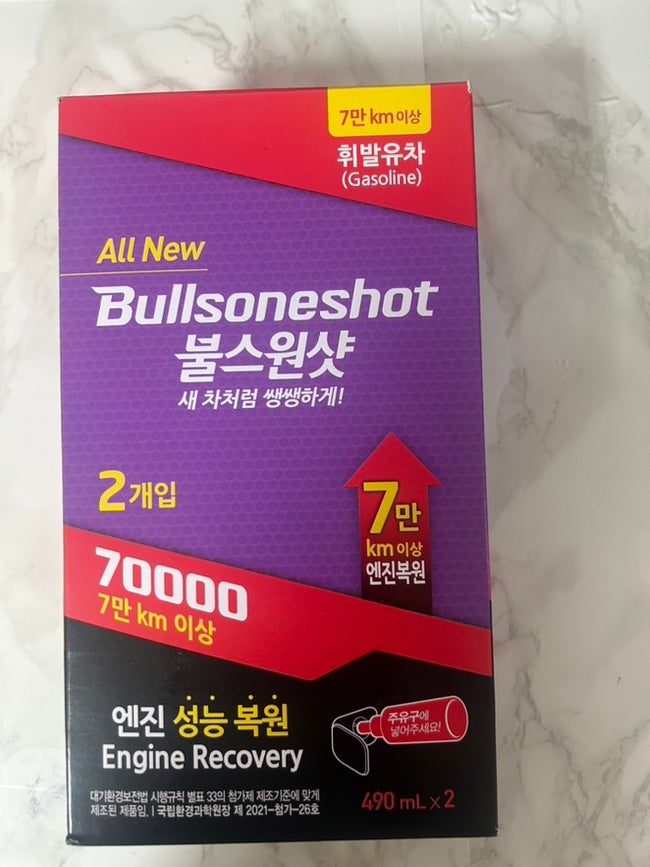 7만 km 이상
휘발유차
(Gasoline)
All New
Bullsoneshot
불스원샷
새 차처럼 쌩쌩하게!
2개입
7만
km 이상
엔진복원
70000
7만 km 이상
엔진 성능 복원
Engine Recovery
주유구에
넣어주세요!
대기환경보전법 시행규칙 별표 33의 첨가제 제조기준에 맞게
제조된 제품임. I 국립환경과학원장 제 2021-첨가-26호
490 mL x 2